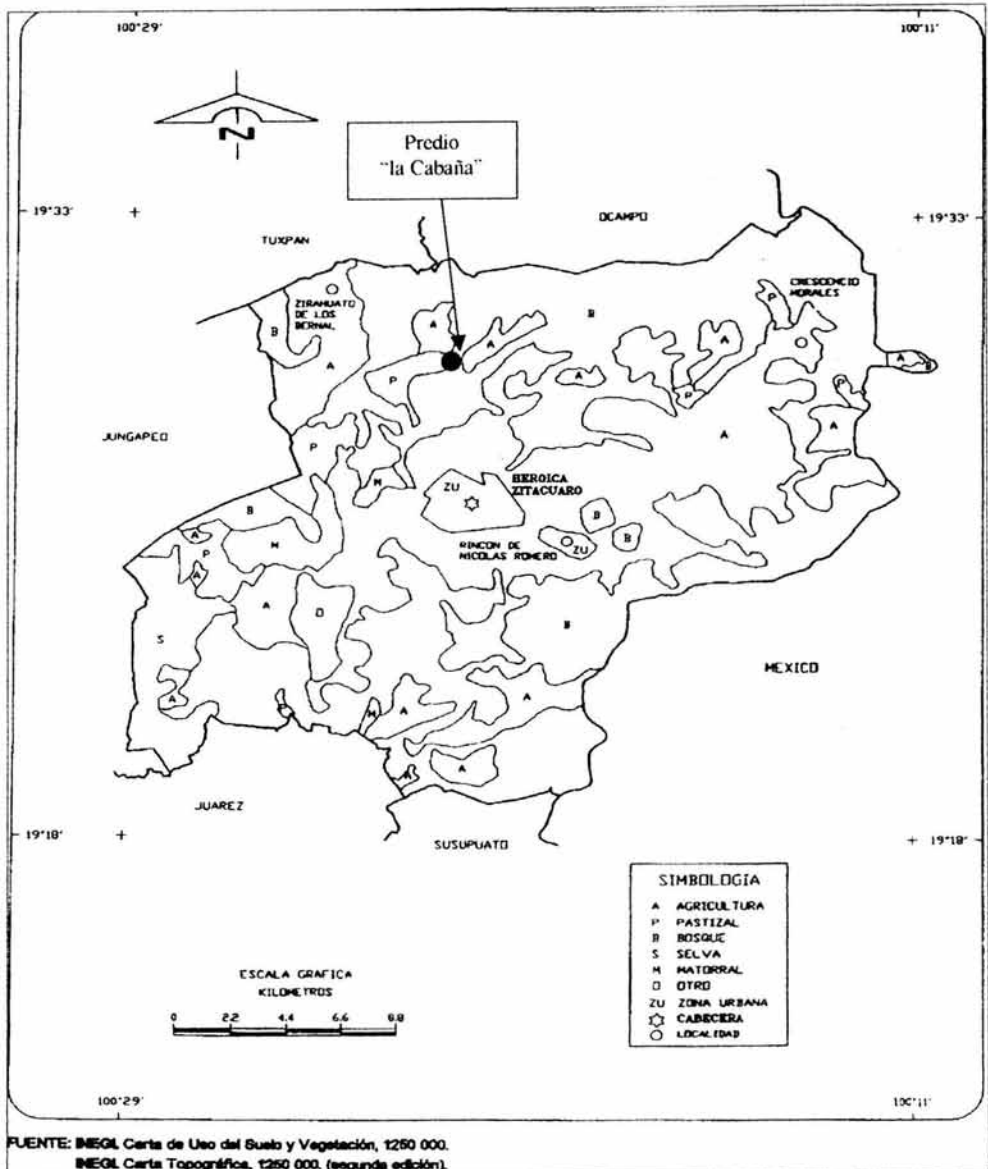 100°29' 100°11'
N
Predio
"la Cabaña"
19°33' 19°33'
OCAMPO
TUXPAN
CRESCENCIO
MORALES
P
ZIRAHUATO
DE LOS
BERNAL
B
B
A
A
A
A
A
B
P
A
P
P
JUNGAPEO
A
A
P
M
HEROICA
ZITACUARO
ZU
B
B
A
RINCON DE
NICOLAS ROMERO
ZU
B
P
M
A
A
O
B
S
MEXICO
A
M
A
A
A
A
JUAREZ
19°18' 19°18'
SUSUPUATO
SIMBOLOGÍA
A AGRICULTURA
P PASTIZAL
B BOSQUE
S SELVA
M MATORRAL
O OTRO
ZU ZONA URBANA
CABECERA
LOCALIDAD
ESCALA GRAFICA
KILOMETROS
0 2.2 4.4 6.6 8.8
100°29' 100°11'
FUENTE: INEGI. Carta de Uso del Suelo y Vegetación, 1250 000.
INEGI. Carta Topográfica, 1250 000. (segunda edición).